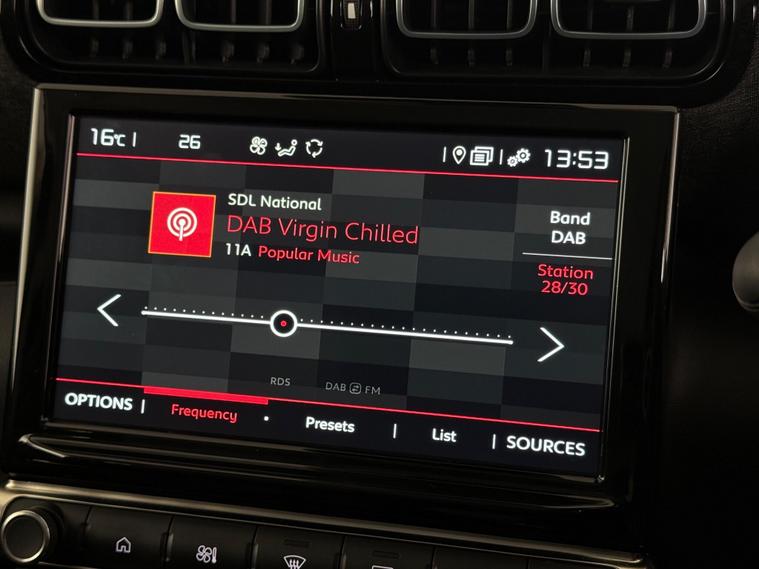 16°C | 26 | | 13:53
SDL National
DAB Virgin Chilled
11A Popular Music
Band
DAB
Station
28/30
RDS DAB FM
OPTIONS | Frequency Presets | List | SOURCES